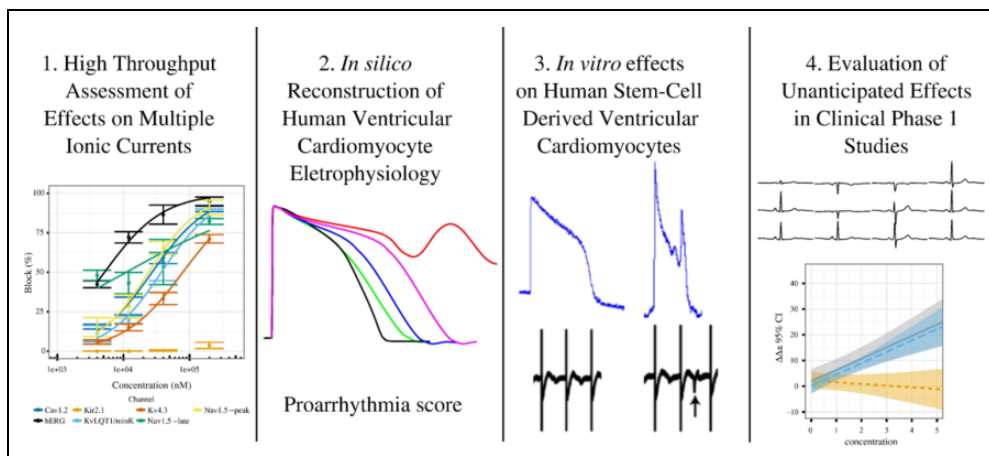 1. High Throughput
Assessment of
Effects on Multiple
Ionic Currents
Block (%)
100
75
50
25
0
1e+03
1e+04
1e+05
Concentration (nM)
Channel
Cav1.2
Kir2.1
Kv4.3
Nav1.5 -peak
hERG
KvLQT1/minK
Nav1.5 -late
2. In silico
Reconstruction of
Human Ventricular
Cardiomyocyte
Eletrophysiology
Proarrhythmia score
3. In vitro effects
on Human Stem-Cell
Derived Ventricular
Cardiomyocytes
4. Evaluation of
Unanticipated Effects
in Clinical Phase 1
Studies
ΔΔ± 95% CI
40
30
20
10
0
-10
0
1
2
3
4
5
concentration